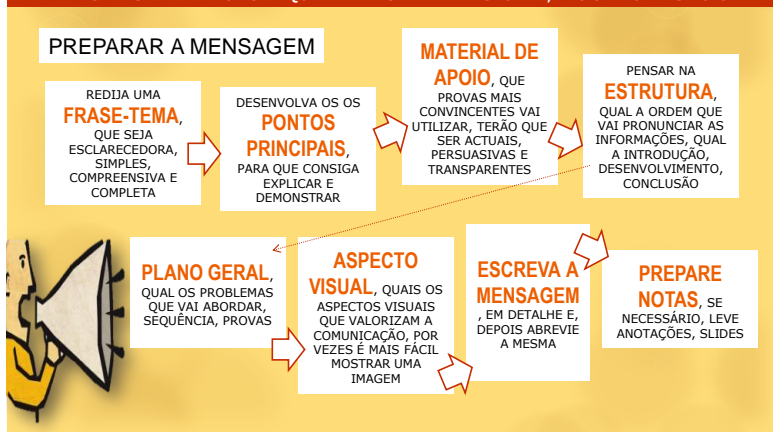 PREPARAR A MENSAGEM
REDIJA UMA
FRASE-TEMA,
QUE SEJA
ESCLARECEDORA,
SIMPLES,
COMPREENSIVA E
COMPLETA
DESENVOLVA OS OS
PONTOS
PRINCIPAIS,
PARA QUE CONSIGA
EXPLICAR E
DEMONSTRAR
MATERIAL DE
APOIO, QUE
PROVAS MAIS
CONVINCENTES VAI
UTILIZAR, TERÃO QUE
SER ACTUAIS,
PERSUASIVAS E
TRANSPARENTES
PENSAR NA
ESTRUTURA,
QUAL A ORDEM QUE
VAI PRONUNCIAR AS
INFORMAÇÕES, QUAL
A INTRODUÇÃO,
DESENVOLVIMENTO,
CONCLUSÃO
PLANO GERAL,
QUAL OS PROBLEMAS
QUE VAI ABORDAR,
SEQUÊNCIA, PROVAS
ASPECTO
VISUAL, QUAIS OS
ASPECTOS VISUAIS
QUE VALORIZAM A
COMUNICAÇÃO, POR
VEZES É MAIS FÁCIL
MOSTRAR UMA
IMAGEM
ESCREVA A
MENSAGEM
, EM DETALHE E,
DEPOIS ABREVIE
A MESMA
PREPARE
NOTAS, SE
NECESSÁRIO, LEVE
ANOTAÇÕES, SLIDES